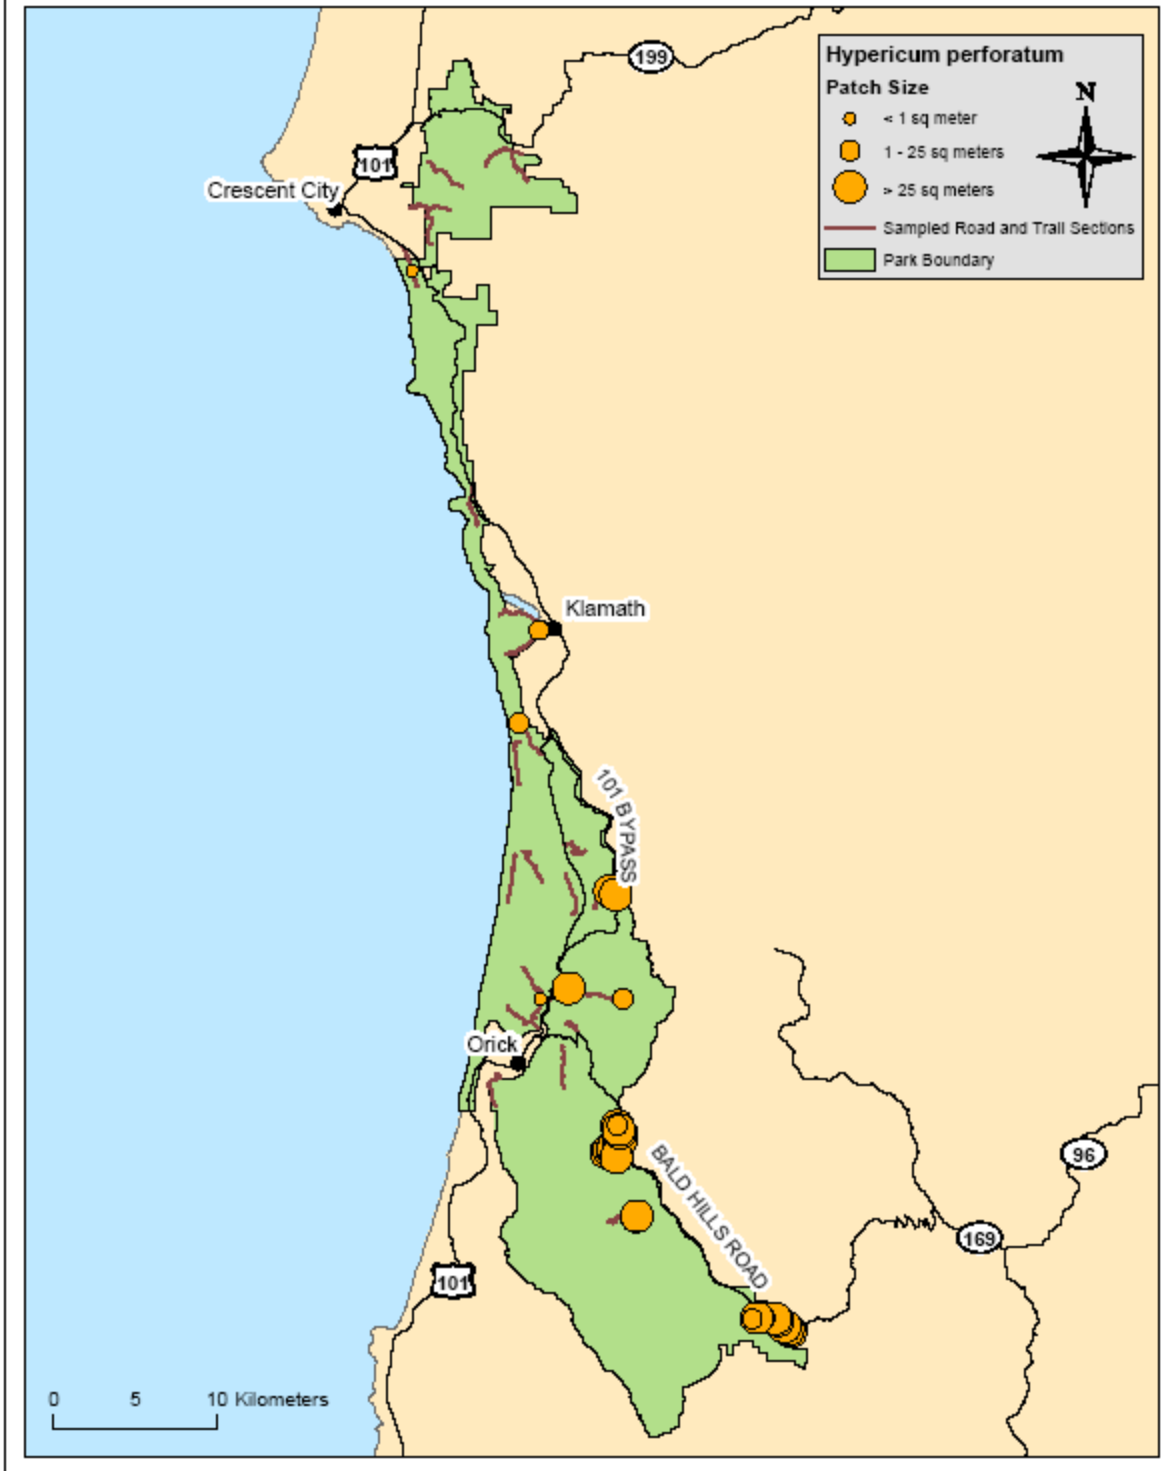 Hypericum perforatum
Patch Size
N
< 1 sq meter
1 - 25 sq meters
> 25 sq meters
Sampled Road and Trail Sections
Park Boundary
199
101
Crescent City
Klamath
101 BYPASS
Orick
BALD HILLS ROAD
96
169
101
0 5 10 Kilometers